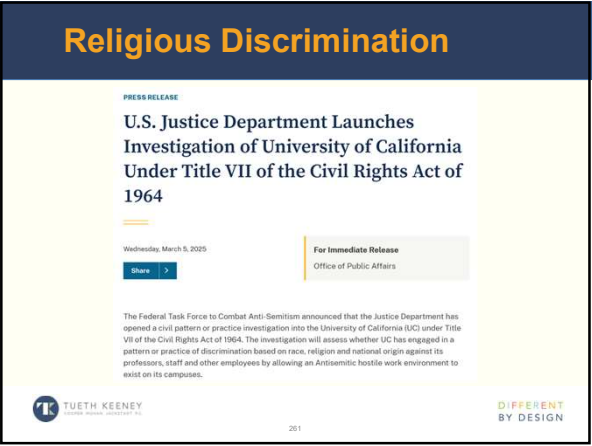 Religious Discrimination
PRESS RELEASE
U.S. Justice Department Launches
Investigation of University of California
Under Title VII of the Civil Rights Act of
1964
Wednesday, March 5, 2025
For Immediate Release
Office of Public Affairs
Share >
The Federal Task Force to Combat Anti-Semitism announced that the Justice Department has
opened a civil pattern or practice investigation into the University of California (UC) under Title
VII of the Civil Rights Act of 1964. The investigation will assess whether UC has engaged in a
pattern or practice of discrimination based on race, religion and national origin against its
professors, staff and other employees by allowing an Antisemitic hostile work environment to
exist on its campuses.
TK TUETH KEENEY
DIFFERENT
BY DESIGN
261